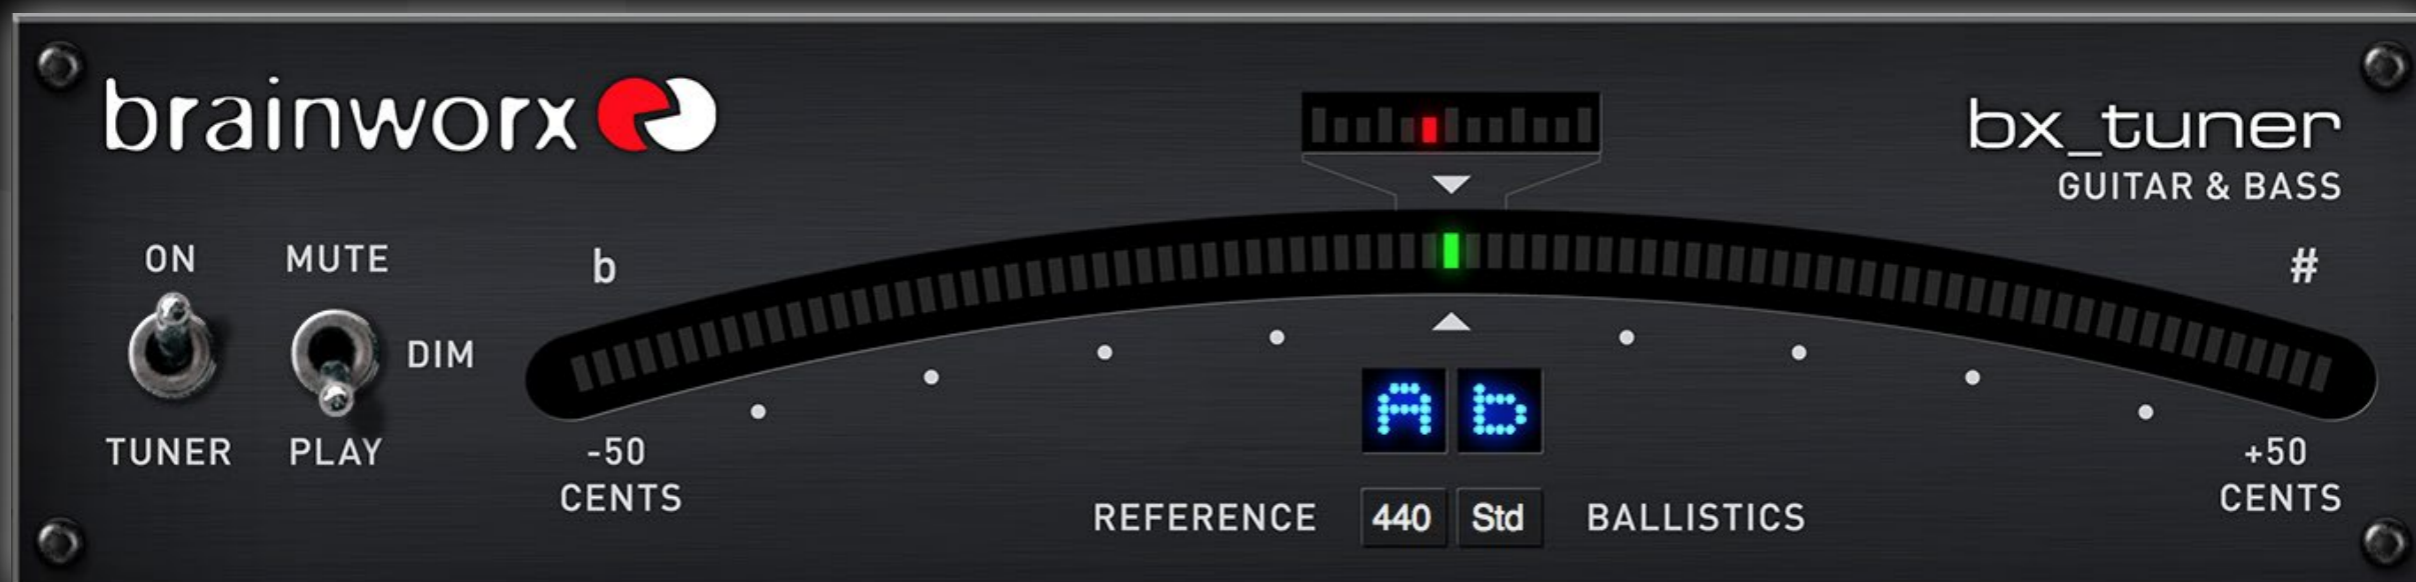 brainworx
bx_tuner
GUITAR & BASS
ON
MUTE
b
#
DIM
TUNER
PLAY
-50
CENTS
Ab
+50
CENTS
REFERENCE
440
Std
BALLISTICS